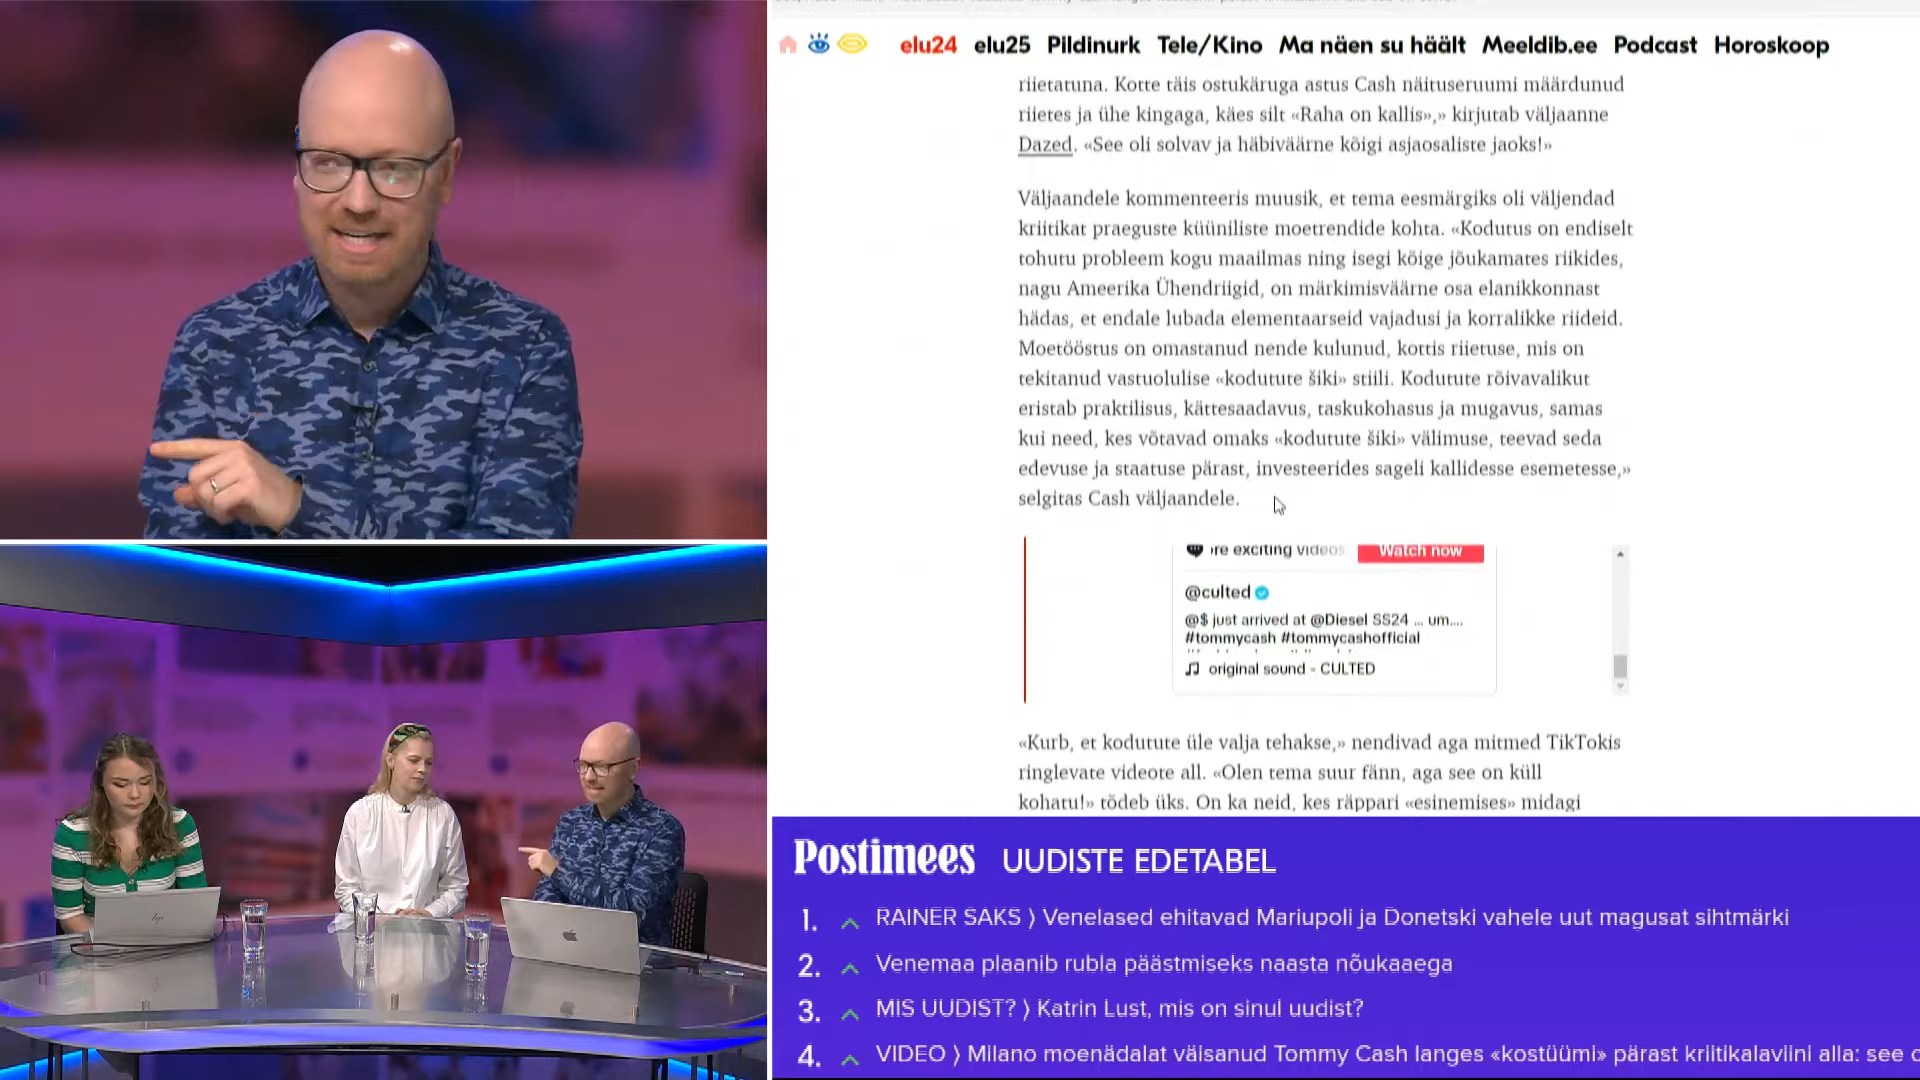 elu24 elu25 Pildinurk Tele/Kino Ma näen su häält Meeldib.ee Podcast Horoskoop
riietatuna. Kotte täis ostukäruga astus Cash näituseruumi määrdunud
riietes ja ühe kingaga, käes silt «Raha on kallis»,» kirjutab väljaanne
Dazed. «See oli solvav ja häbiväärne kõigi asjaosaliste jaoks!»
Väljaandele kommenteeris muusik, et tema eesmärgiks oli väljendad
kriitikat praeguste küüniliste moetrendide kohta. «Kodutus on endiselt
tohutu probleem kogu maailmas ning isegi kõige jõukamates riikides,
nagu Ameerika Ühendriigid, on märkimisväärne osa elanikkonnast
hädas, et endale lubada elementaarseid vajadusi ja korralikke riideid.
Moetööstus on omastanud nende kulunud, kottis riietuse, mis on
tekitanud vastuolulise «kodutute šiki» stiili. Kodutute rõivavalikut
eristab praktilisus, kättesaadavus, taskukohasus ja mugavus, samas
kui need, kes võtavad omaks «kodutute šiki» välimuse, teevad seda
edevuse ja staatuse pärast, investeerides sageli kallidesse esemetesse,»
selgitas Cash väljaandele.
re exciting videos Watch now
@culted
@$ just arrived at @Diesel SS24 ... um....
#tommycash #tommycashofficial
original sound - CULTED
«Kurb, et kodutute üle valja tehakse,» nendivad aga mitmed TikTokis
ringlevate videote all. «Olen tema suur fänn, aga see on küll
kohatu!» tõdeb üks. On ka neid, kes räppari «esinemises» midagi
Postimees UUDISTE EDETABEL
1. RAINER SAKS ⟩ Venelased ehitavad Mariupoli ja Donetski vahele uut magusat sihtmärki
2. Venemaa plaanib rubla päästmiseks naasta nõukaaega
3. MIS UUDIST? ⟩ Katrin Lust, mis on sinul uudist?
4. VIDEO ⟩ Milano moenädalat väisanud Tommy Cash langes «kostüümi» pärast kriitikalaviini alla: see
hp